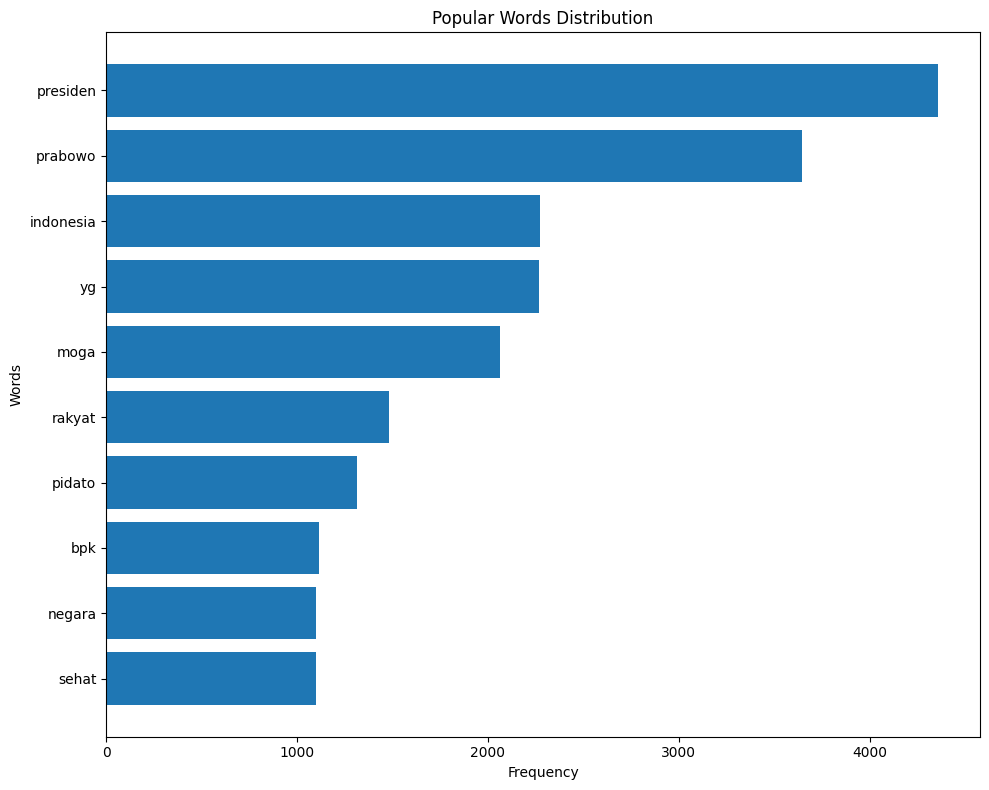 Popular Words Distribution
presiden
prabowo
indonesia
yg
moga
rakyat
pidato
bpk
negara
sehat
Words
0 1000 2000 3000 4000
Frequency